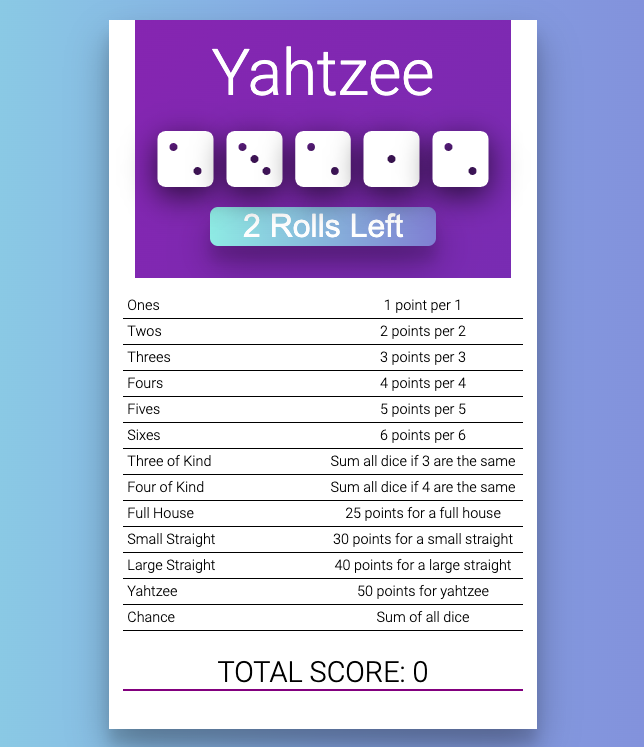 Yahtzee
2 Rolls Left
Ones 1 point per 1
Twos 2 points per 2
Threes 3 points per 3
Fours 4 points per 4
Fives 5 points per 5
Sixes 6 points per 6
Three of Kind Sum all dice if 3 are the same
Four of Kind Sum all dice if 4 are the same
Full House 25 points for a full house
Small Straight 30 points for a small straight
Large Straight 40 points for a large straight
Yahtzee 50 points for yahtzee
Chance Sum of all dice
TOTAL SCORE: 0